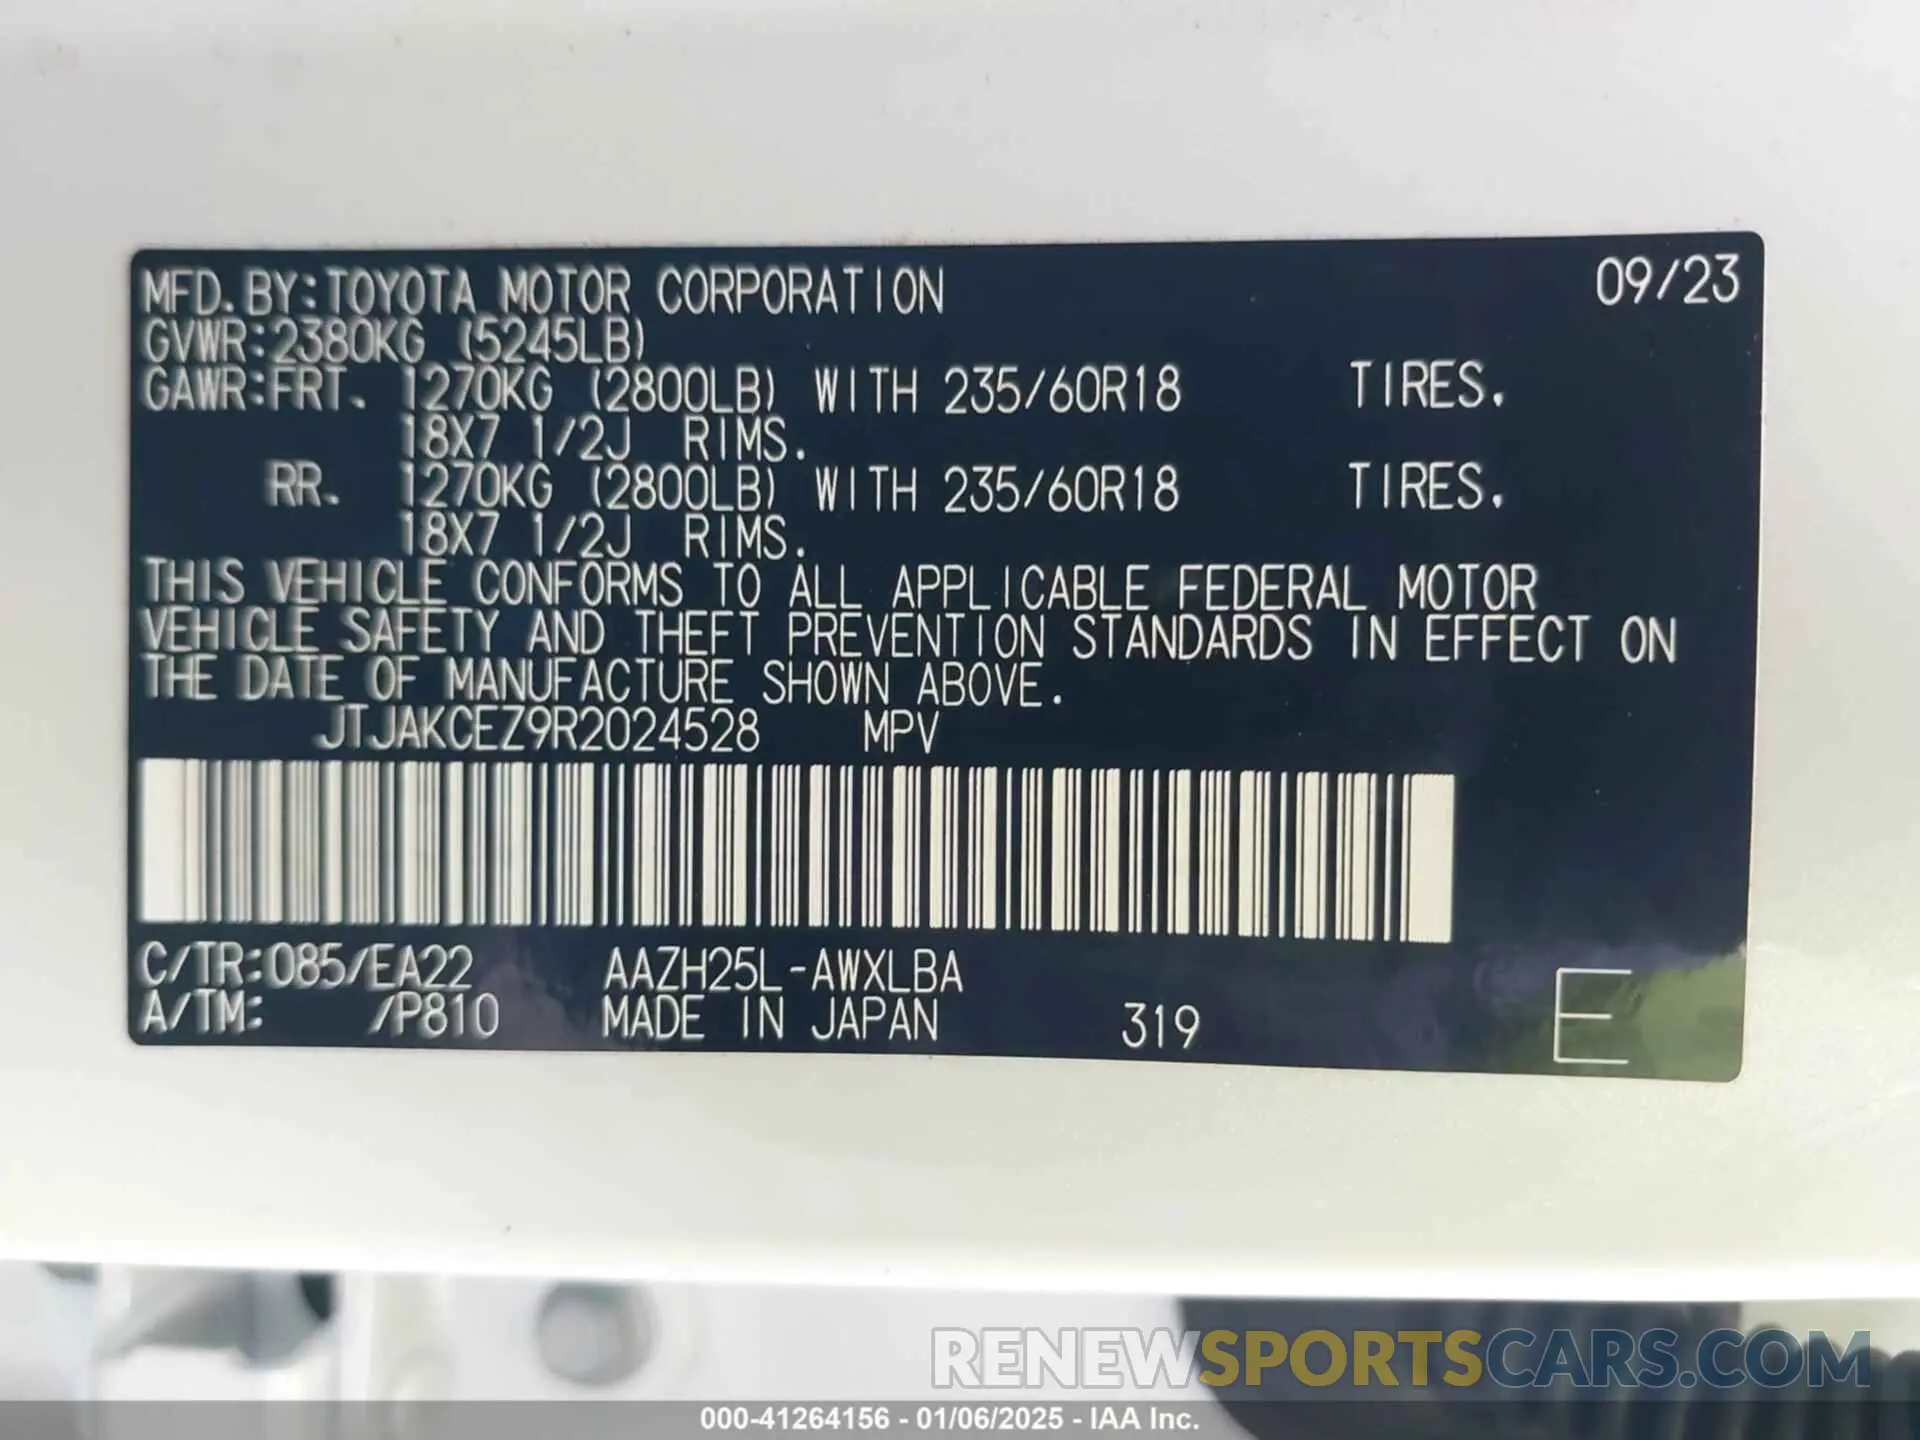 MFD. BY: TOYOTA MOTOR CORPORATION 09/23
GVWR: 2380KG (5245LB)
GAWR: FRT. 1270KG (2800LB) WITH 235/60R18 TIRES.
18X7 1/2J RIMS.
RR. 1270KG (2800LB) WITH 235/60R18 TIRES.
18X7 1/2J RIMS.
THIS VEHICLE CONFORMS TO ALL APPLICABLE FEDERAL MOTOR
VEHICLE SAFETY AND THEFT PREVENTION STANDARDS IN EFFECT ON
THE DATE OF MANUFACTURE SHOWN ABOVE.
JTJAKCEZ9R2024528 MPV
C/TR: 085/EA22 AAZH25L-AWXLBA
A/TM: /P810 MADE IN JAPAN 319 E
RENEWSPORTSCARS.COM
000-41264156 - 01/06/2025 - IAA Inc.